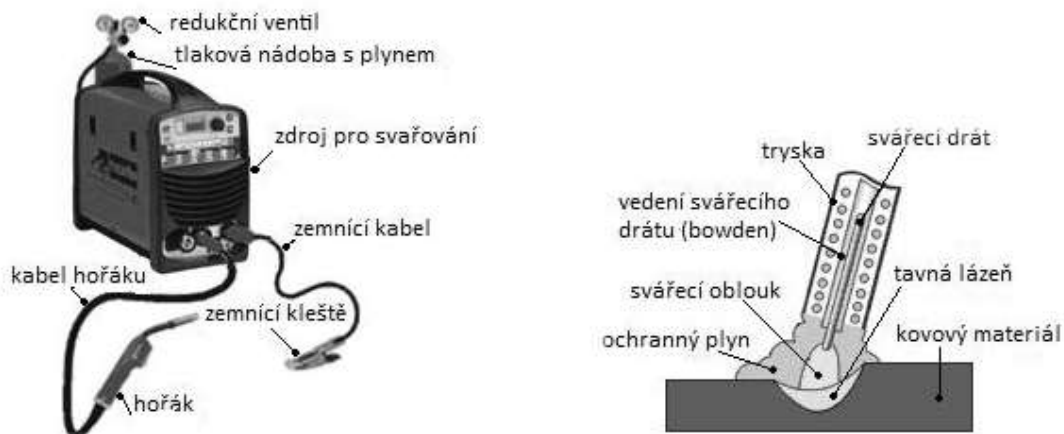 redukční ventil
tlaková nádoba s plynem
zdroj pro svařování
zemnící kabel
kabel hořáku
zemnící kleště
hořák
svářecí drát
tryska
vedení svářecího
drátu (bowden)
tavná lázeň
svářecí oblouk
ochranný plyn
kovový materiál